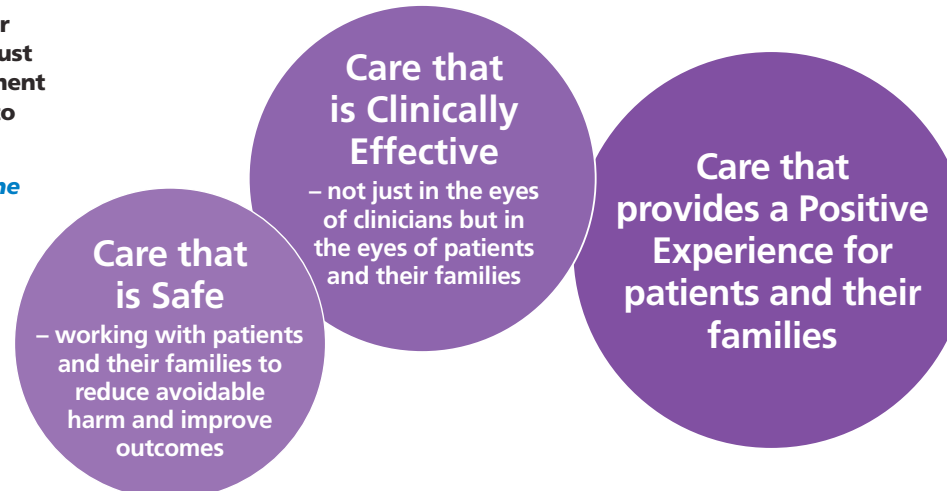 Care that
is Clinically
Effective
– not just in the eyes
of clinicians but in
the eyes of patients
and their families
Care that
is Safe
– working with patients
and their families to
reduce avoidable
harm and improve
outcomes
Care that
provides a Positive
Experience for
patients and their
families